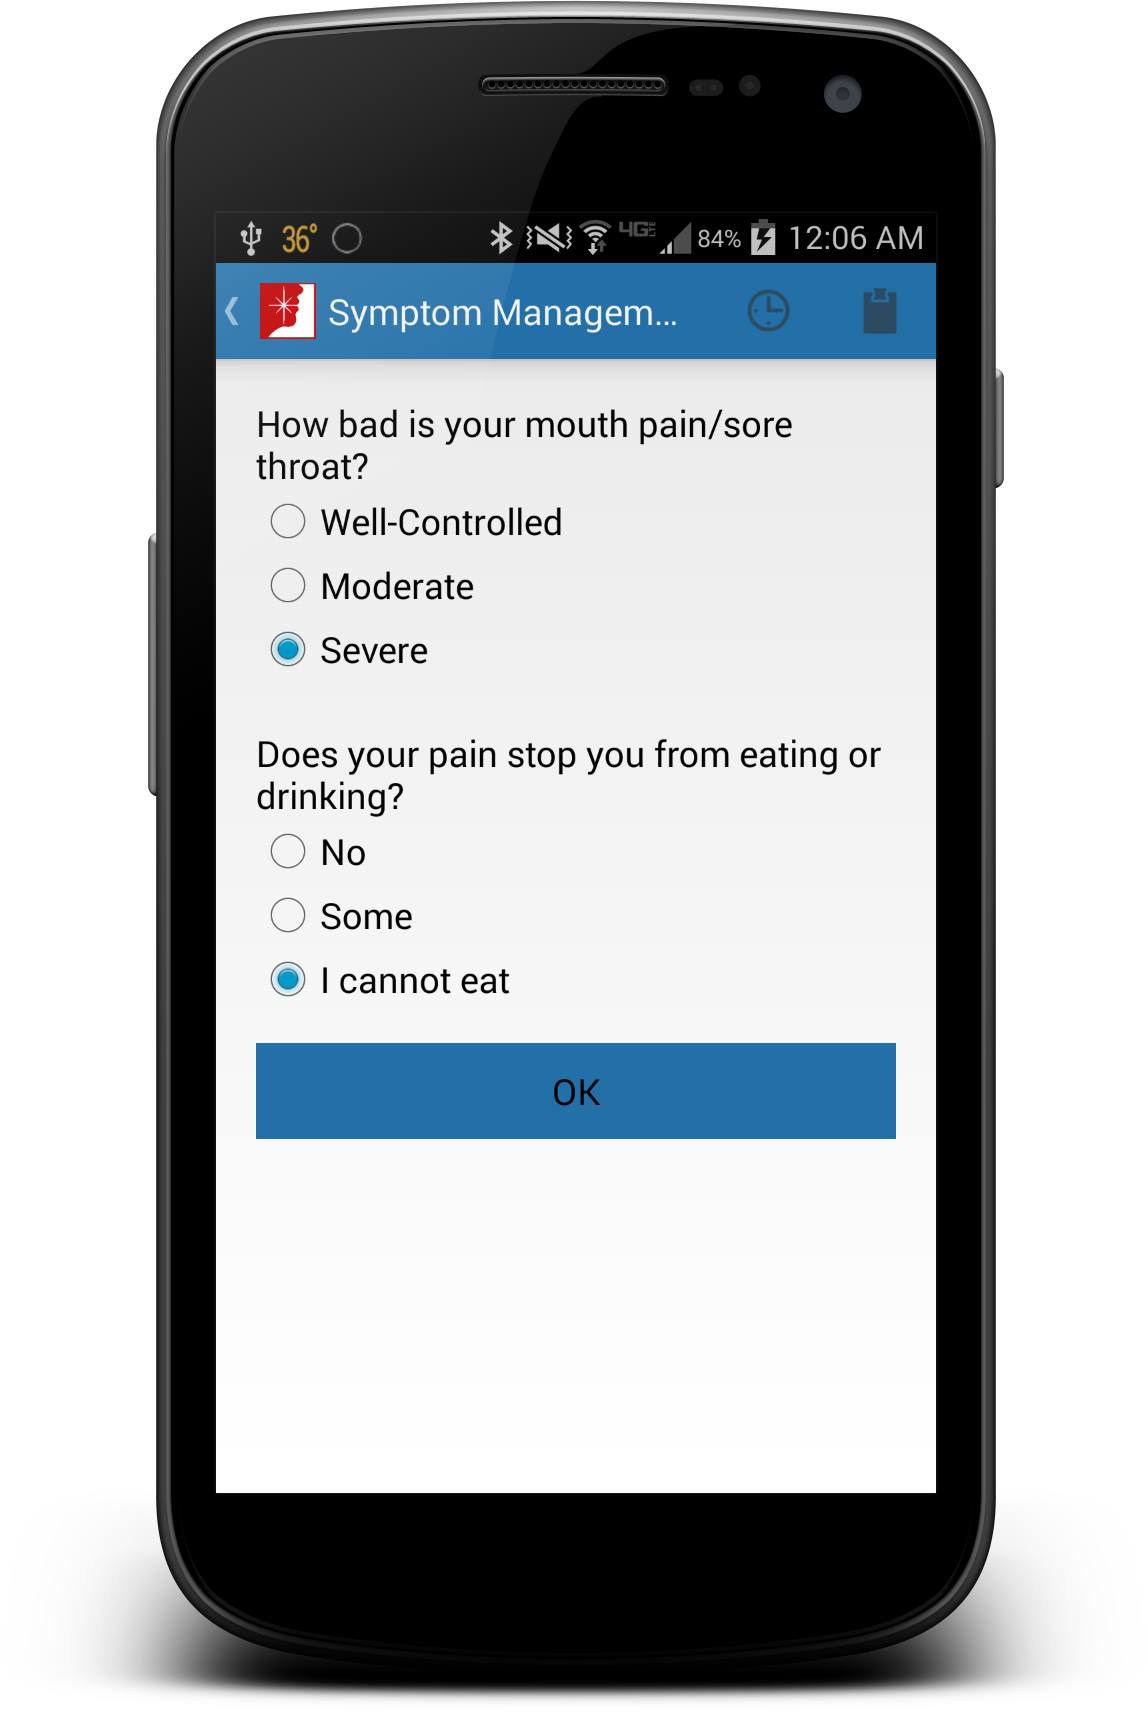 36° 4G LTE 84% 12:06 AM
Symptom Managem...
How bad is your mouth pain/sore
throat?
Well-Controlled
Moderate
Severe
Does your pain stop you from eating or
drinking?
No
Some
I cannot eat
OK